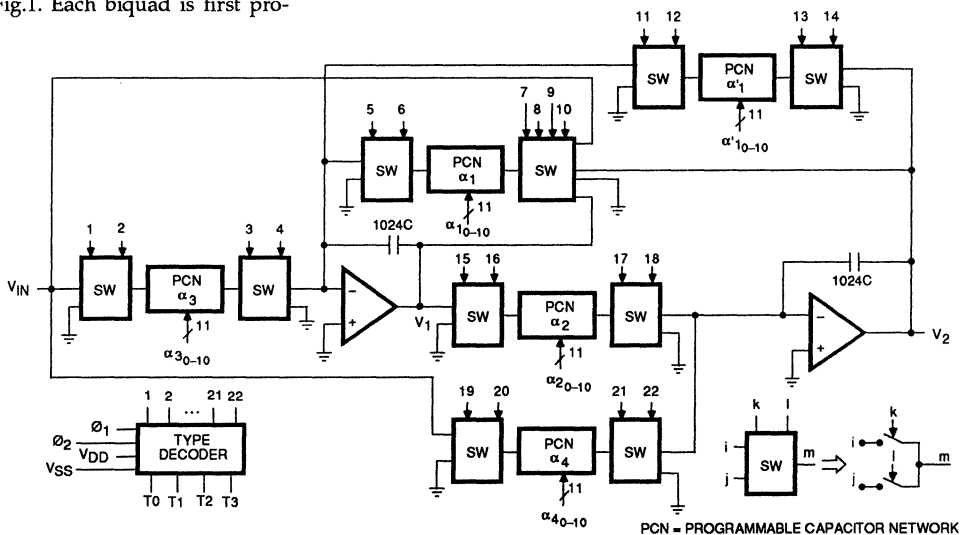 Fig.1. Each biquad is first pro-
11 12 13 14
SW PCN α'1 SW
11
α'1 0–10
7 9
5 6 8 10
SW PCN α1 SW
11
α1 0–10
1024C
1 2 3 4
VIN SW PCN α3 SW
11
α3 0–10
− +
V1
15 16 17 18
SW PCN α2 SW
11
α2 0–10
1024C
− +
V2
19 20 21 22
SW PCN α4 SW
11
α4 0–10
1 2 ··· 21 22
Ø1
Ø2
VDD
VSS
TYPE
DECODER
T0 T1 T2 T3
k l
i
j
SW m
k
i
j
l
m
PCN = PROGRAMMABLE CAPACITOR NETWORK